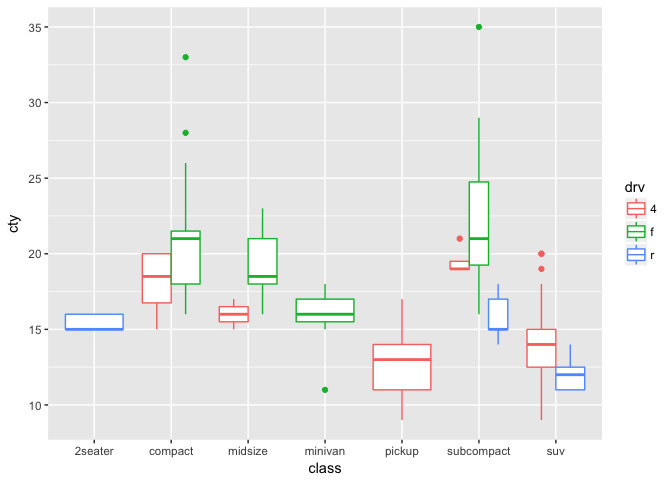 35
30
25
20
15
10
cty
2seater compact midsize minivan pickup subcompact suv
class
drv
4
f
r